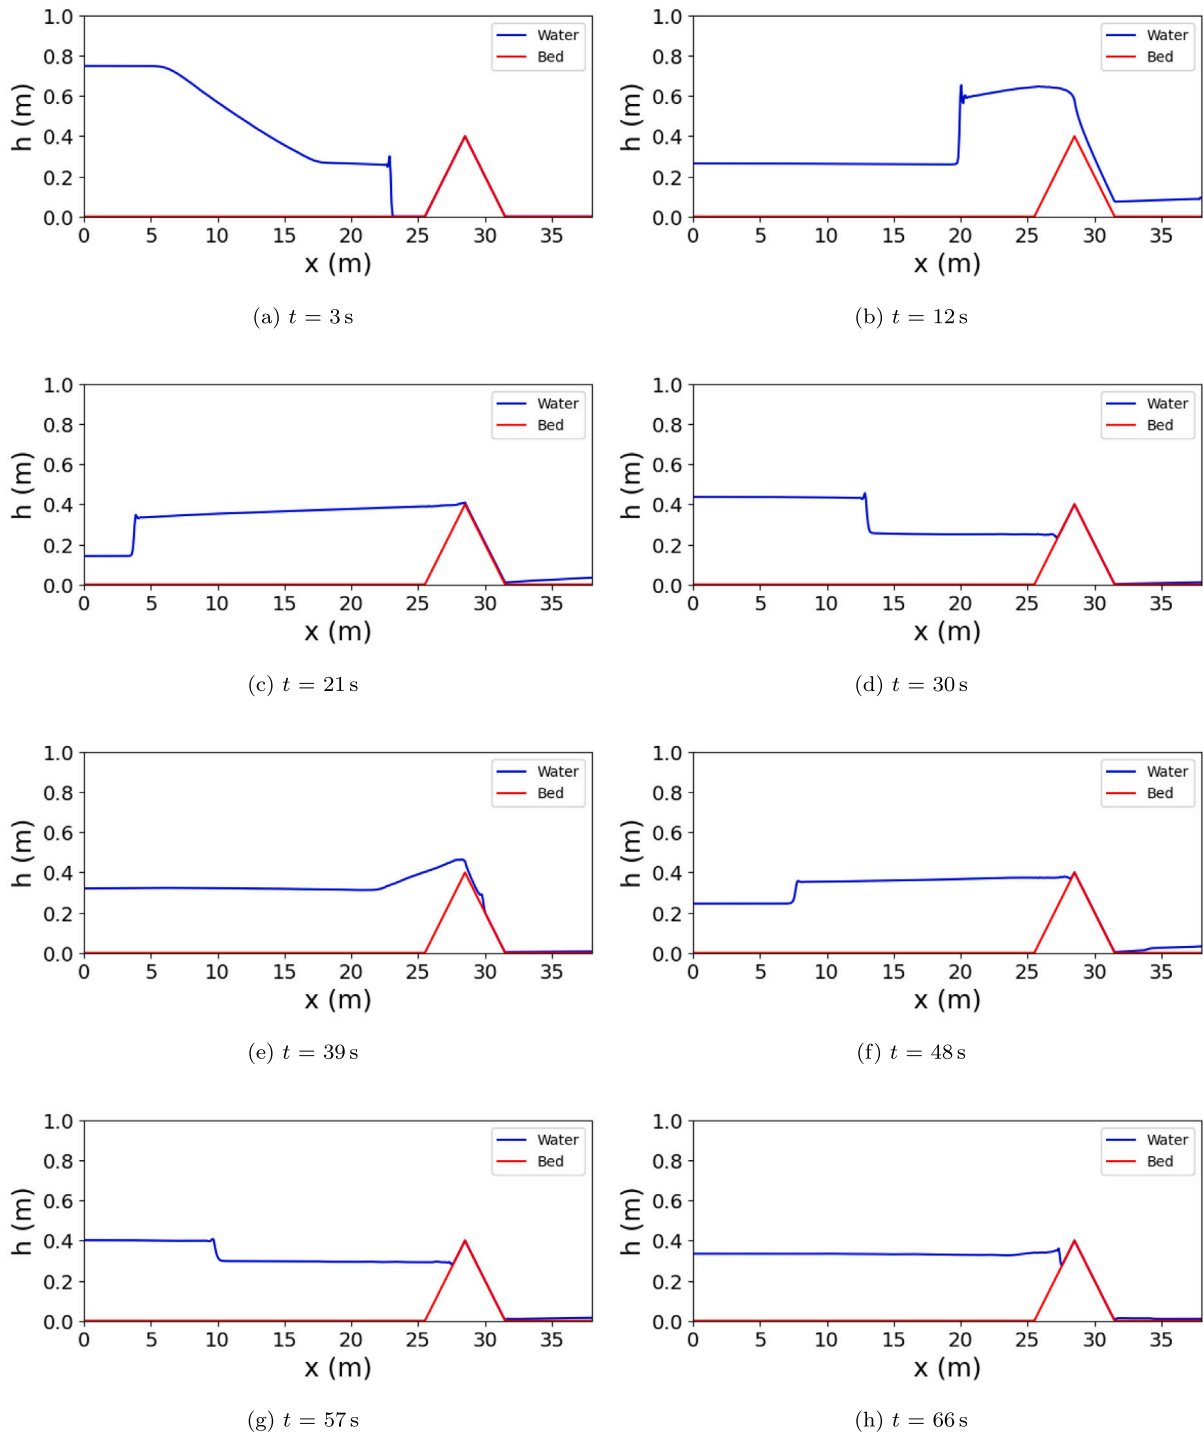 1.0
0.8
0.6
0.4
0.2
0.0
h (m)
0 5 10 15 20 25 30 35
x (m)
Water
Bed
(a) t = 3 s
1.0
0.8
0.6
0.4
0.2
0.0
h (m)
0 5 10 15 20 25 30 35
x (m)
Water
Bed
(b) t = 12 s
1.0
0.8
0.6
0.4
0.2
0.0
h (m)
0 5 10 15 20 25 30 35
x (m)
Water
Bed
(c) t = 21 s
1.0
0.8
0.6
0.4
0.2
0.0
h (m)
0 5 10 15 20 25 30 35
x (m)
Water
Bed
(d) t = 30 s
1.0
0.8
0.6
0.4
0.2
0.0
h (m)
0 5 10 15 20 25 30 35
x (m)
Water
Bed
(e) t = 39 s
1.0
0.8
0.6
0.4
0.2
0.0
h (m)
0 5 10 15 20 25 30 35
x (m)
Water
Bed
(f) t = 48 s
1.0
0.8
0.6
0.4
0.2
0.0
h (m)
0 5 10 15 20 25 30 35
x (m)
Water
Bed
(g) t = 57 s
1.0
0.8
0.6
0.4
0.2
0.0
h (m)
0 5 10 15 20 25 30 35
x (m)
Water
Bed
(h) t = 66 s